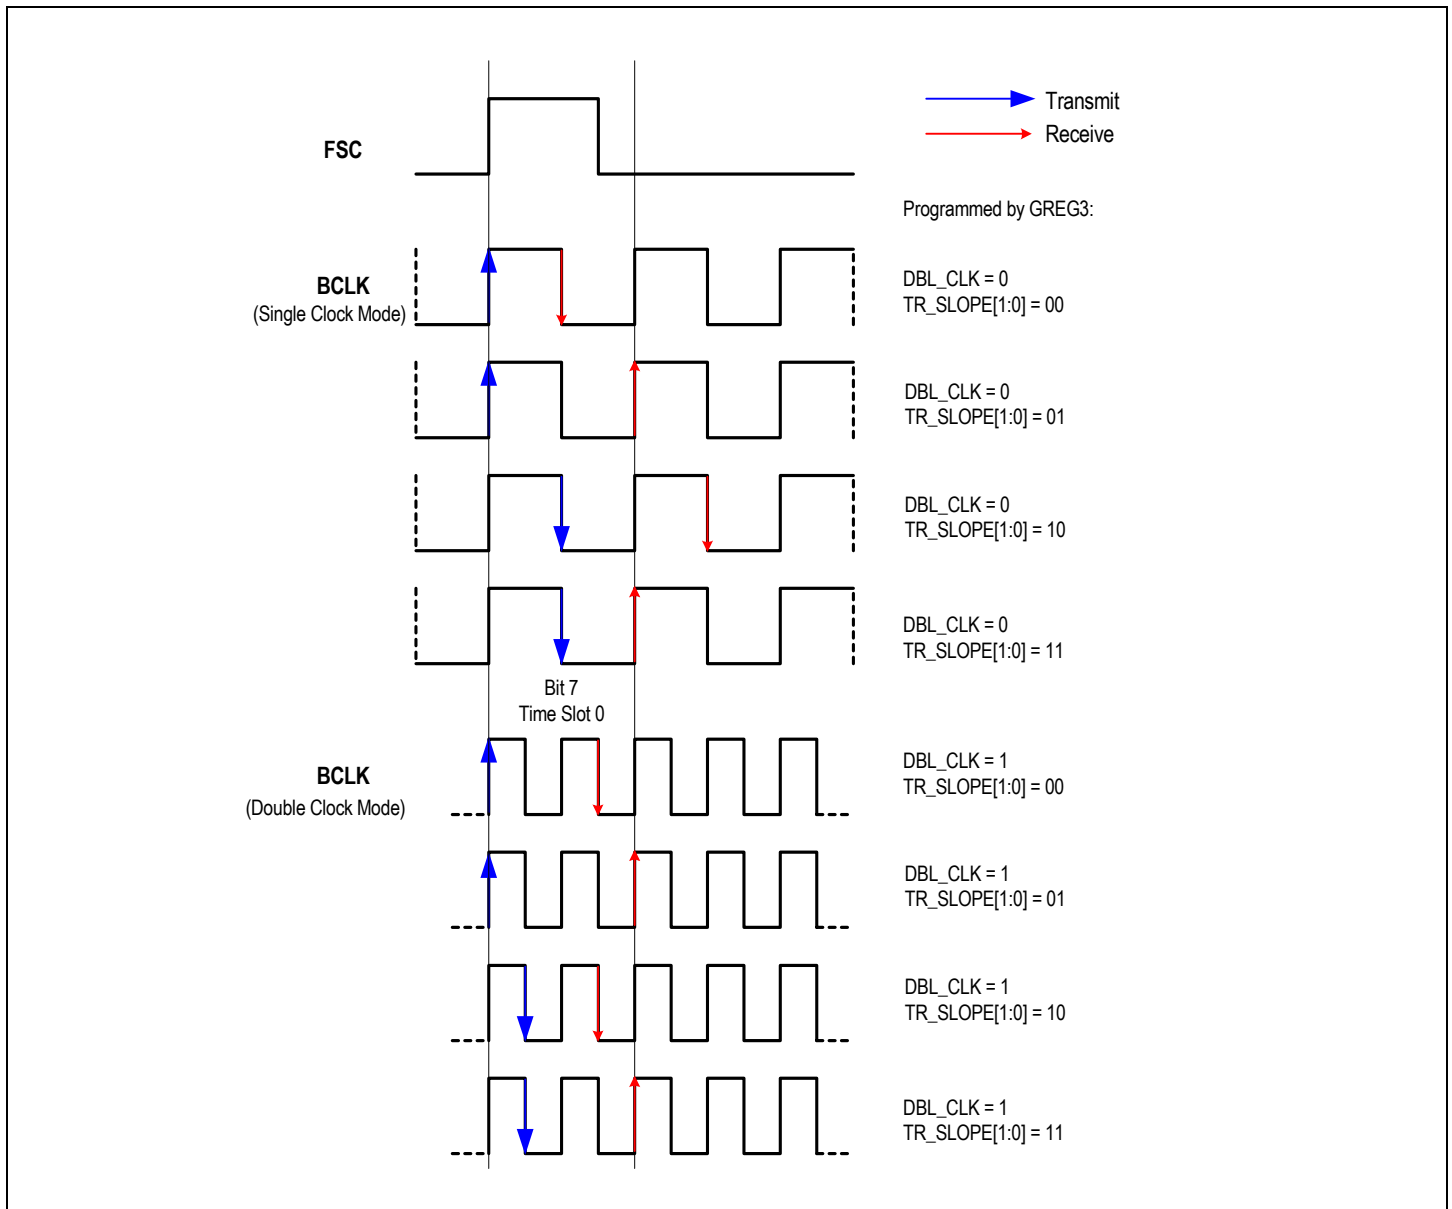 Transmit
Receive
FSC
Programmed by GREG3:
BCLK
(Single Clock Mode)
DBL_CLK = 0
TR_SLOPE[1:0] = 00
DBL_CLK = 0
TR_SLOPE[1:0] = 01
DBL_CLK = 0
TR_SLOPE[1:0] = 10
DBL_CLK = 0
TR_SLOPE[1:0] = 11
Bit 7
Time Slot 0
BCLK
(Double Clock Mode)
DBL_CLK = 1
TR_SLOPE[1:0] = 00
DBL_CLK = 1
TR_SLOPE[1:0] = 01
DBL_CLK = 1
TR_SLOPE[1:0] = 10
DBL_CLK = 1
TR_SLOPE[1:0] = 11